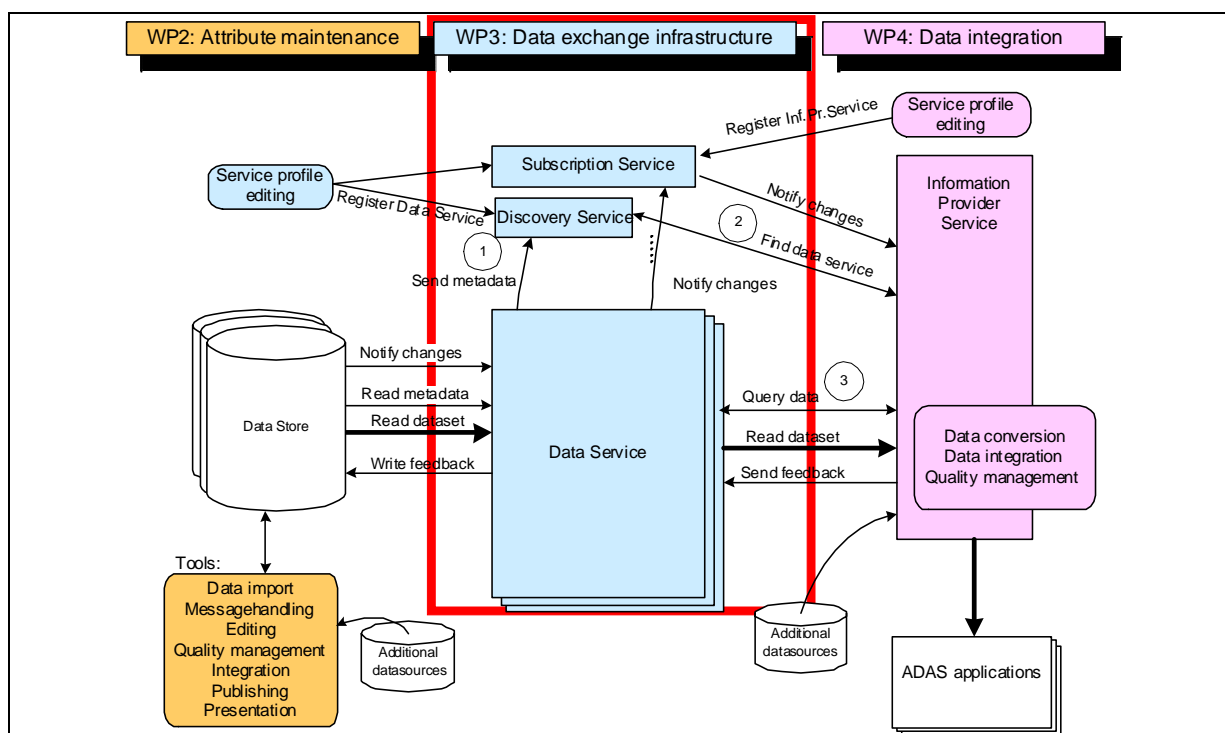 WP2: Attribute maintenance
WP3: Data exchange infrastructure
WP4: Data integration
Service profile
editing
Register Inf.Pr.Service
Subscription Service
Service profile
editing
Register Data Service
Discovery Service
Information
Provider
Service
Notify changes
1
2
Find data service
Send metadata
Notify changes
Notify changes
Read metadata
Read dataset
Write feedback
Data Store
Data Service
3
Query data
Read dataset
Send feedback
Data conversion
Data integration
Quality management
Tools:
Data import
Messagehandling
Editing
Quality management
Integration
Publishing
Presentation
Additional
datasources
Additional
datasources
ADAS applications